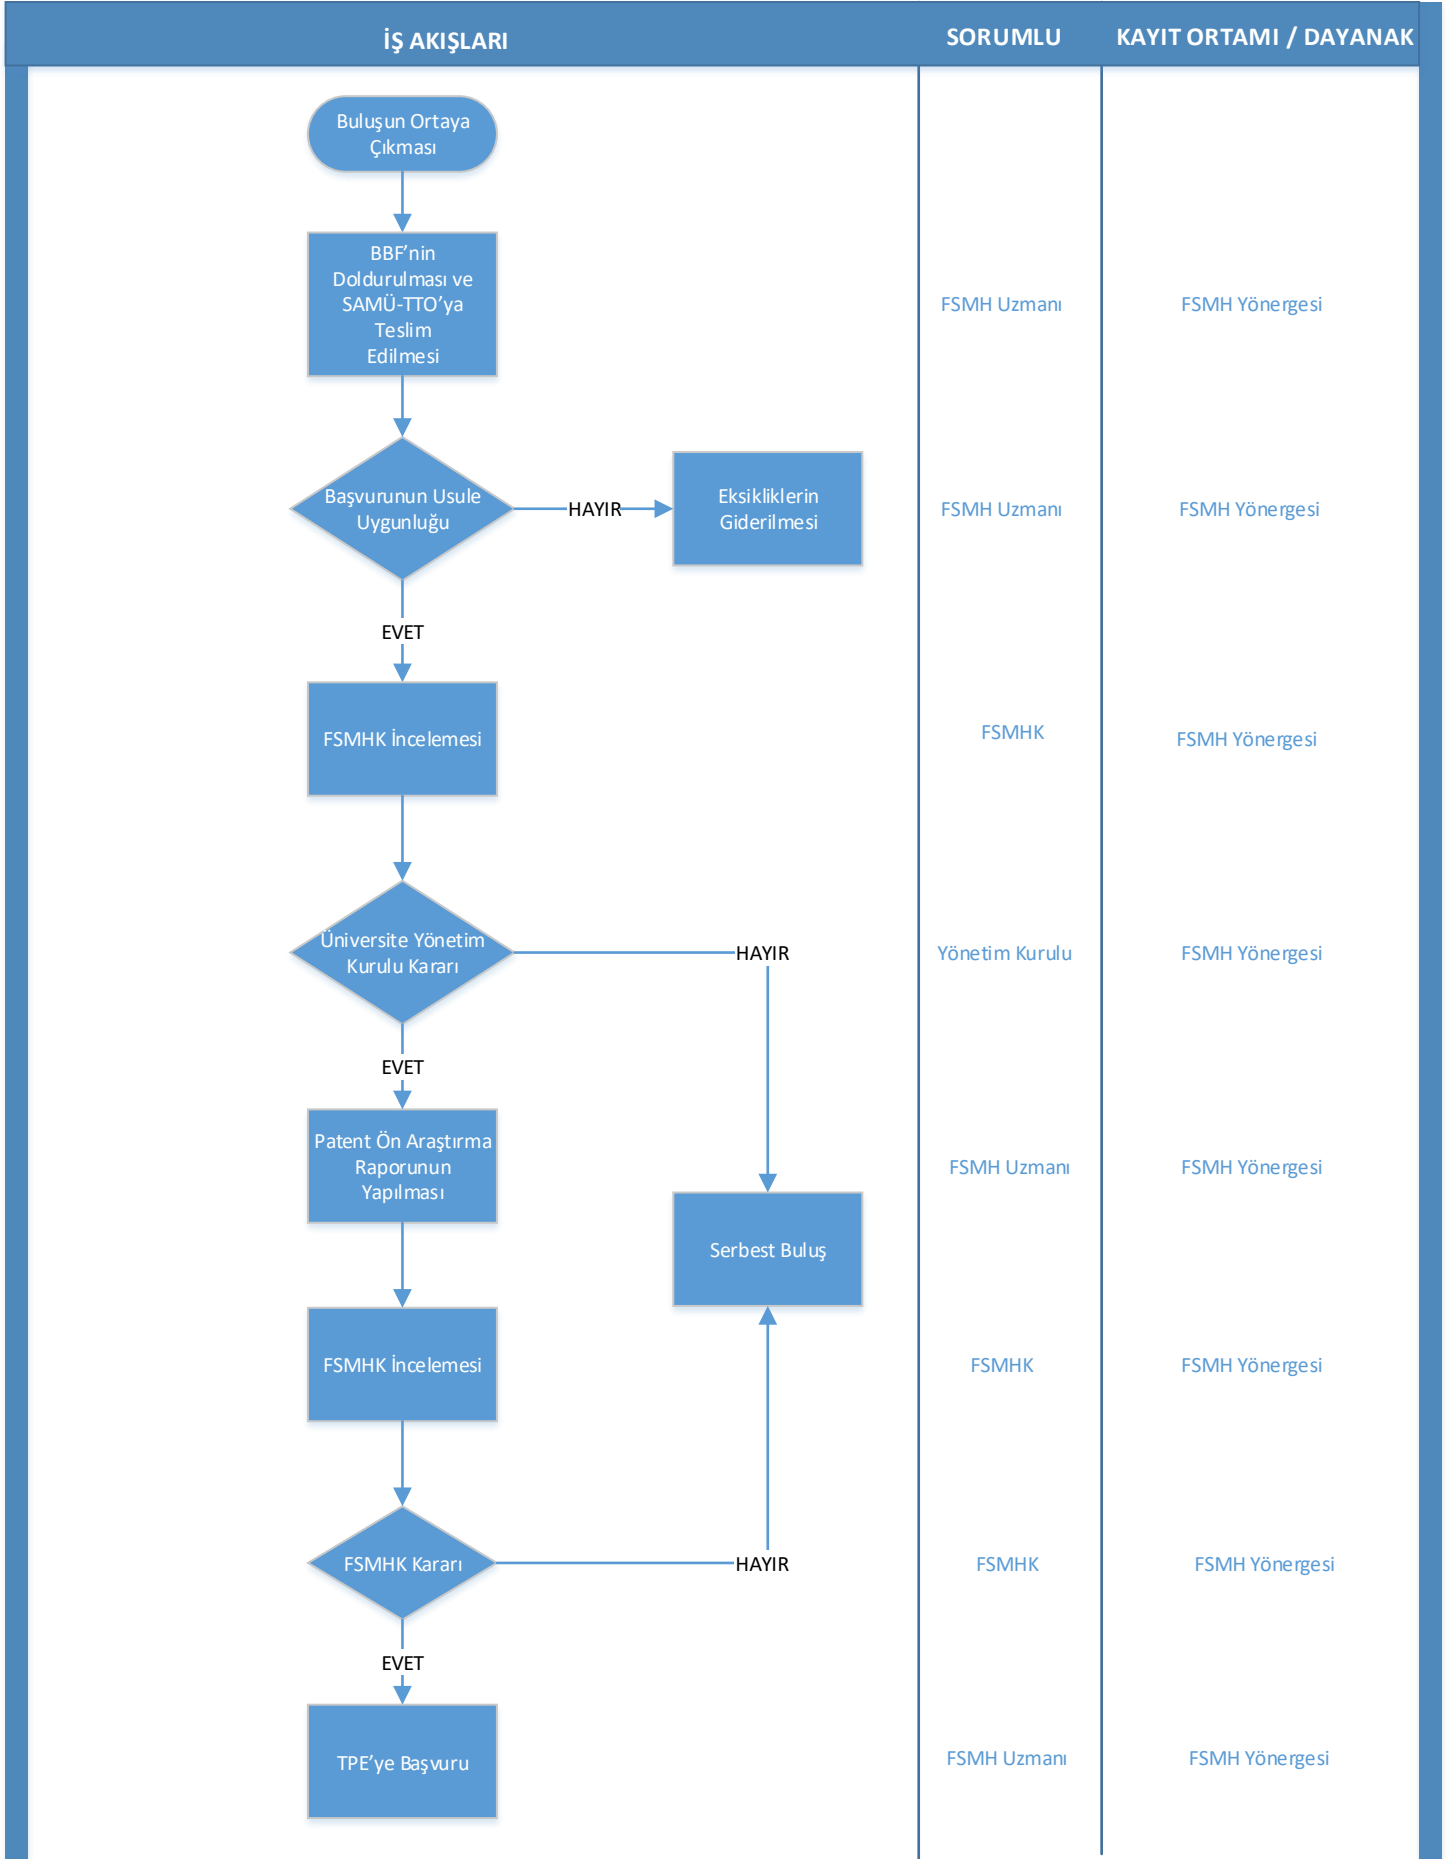 İŞ AKIŞLARI
SORUMLU
KAYIT ORTAMI / DAYANAK
Buluşun Ortaya
Çıkması
BBF’nin
Doldurulması ve
SAMÜ-TTO’ya
Teslim
Edilmesi
FSMH Uzmanı
FSMH Yönergesi
Başvurunun Usule
Uygunluğu
HAYIR
Eksikliklerin
Giderilmesi
FSMH Uzmanı
FSMH Yönergesi
EVET
FSMHK İncelemesi
FSMHK
FSMH Yönergesi
Üniversite Yönetim
Kurulu Kararı
HAYIR
Yönetim Kurulu
FSMH Yönergesi
EVET
Patent Ön Araştırma
Raporunun
Yapılması
FSMH Uzmanı
FSMH Yönergesi
Serbest Buluş
FSMHK İncelemesi
FSMHK
FSMH Yönergesi
FSMHK Kararı
HAYIR
FSMHK
FSMH Yönergesi
EVET
TPE’ye Başvuru
FSMH Uzmanı
FSMH Yönergesi